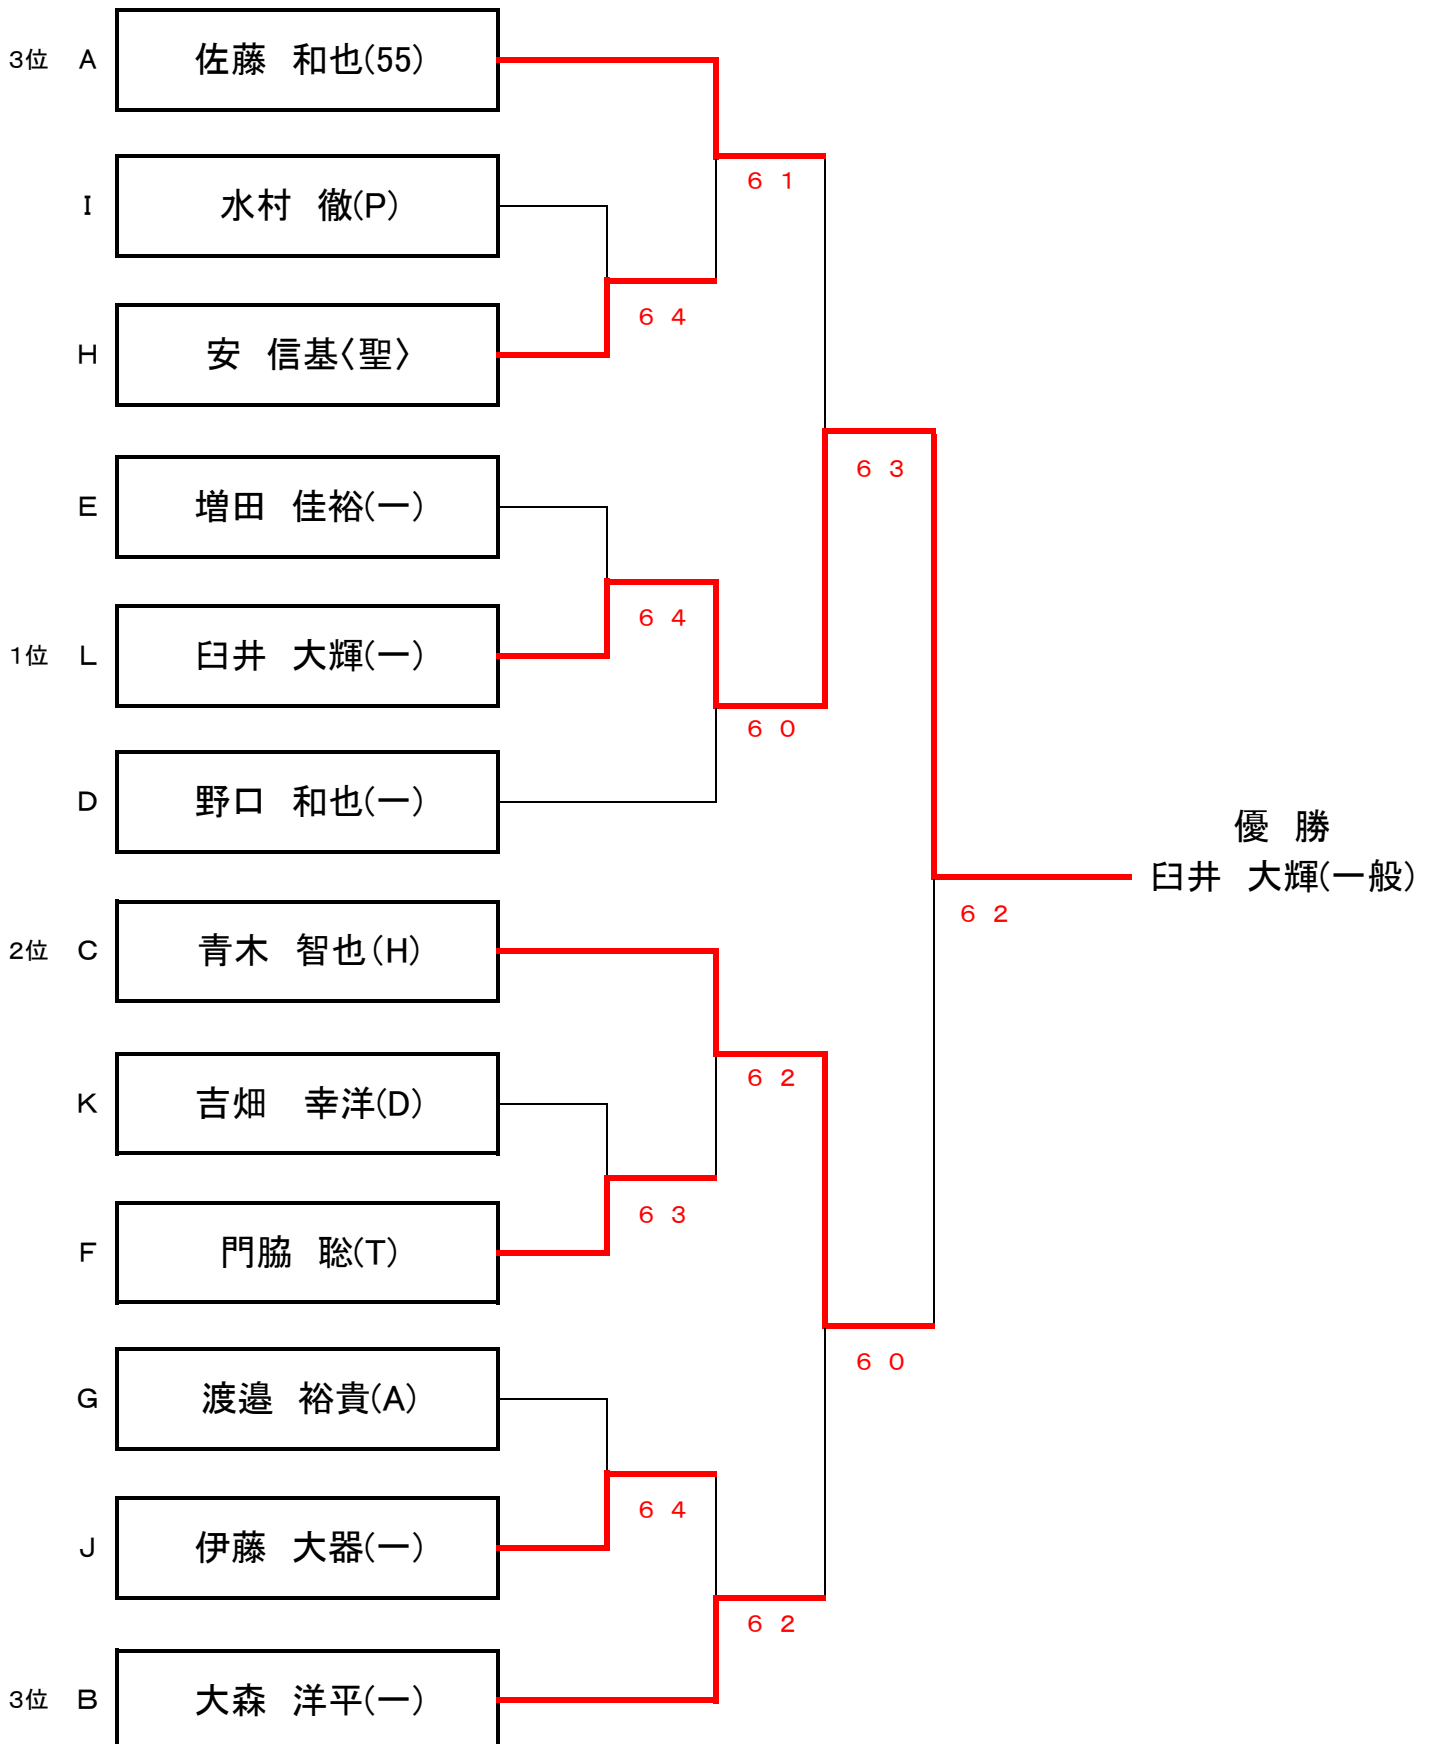 3位 A 佐藤 和也(55)
6 1
I 水村 徹(P)
6 4
H 安 信基〈聖〉
6 3
E 増田 佳裕(一)
6 4
1位 L 臼井 大輝(一)
6 0
D 野口 和也(一)
優 勝
臼井 大輝(一般)
6 2
2位 C 青木 智也(H)
6 2
K 吉畑 幸洋(D)
6 3
F 門脇 聡(T)
6 0
G 渡邉 裕貴(A)
6 4
J 伊藤 大器(一)
6 2
3位 B 大森 洋平(一)